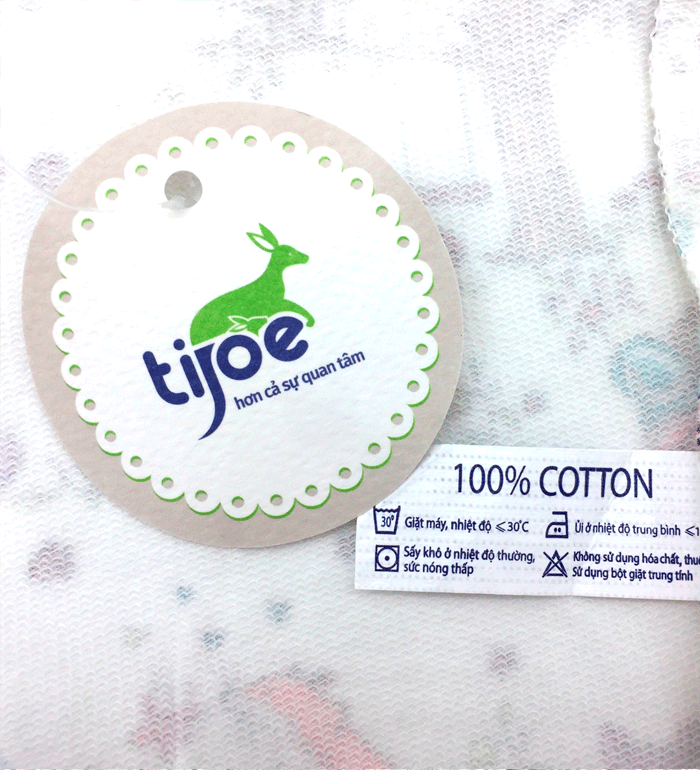 tijoe
hơn cả sự quan tâm
100% COTTON
30°
Giặt máy, nhiệt độ ≤30°C
Ủi ở nhiệt độ trung bình ≤1
Sấy khô ở nhiệt độ thường,
sức nóng thấp
Không sử dụng hóa chất,
Sử dụng bột giặt trung tính